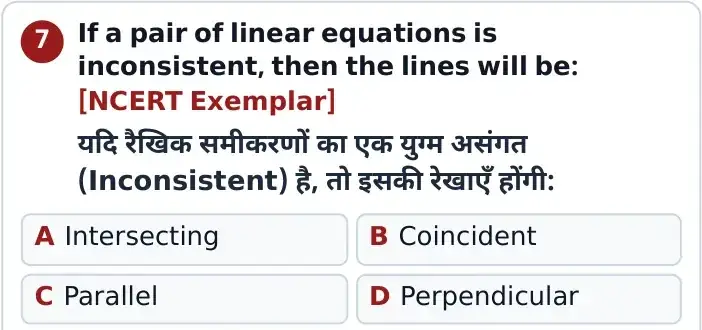 7 If a pair of linear equations is
inconsistent, then the lines will be:
[NCERT Exemplar]
यदि रैखिक समीकरणों का एक युग्म असंगत
(Inconsistent) है, तो इसकी रेखाएँ होंगी:
A Intersecting
B Coincident
C Parallel
D Perpendicular